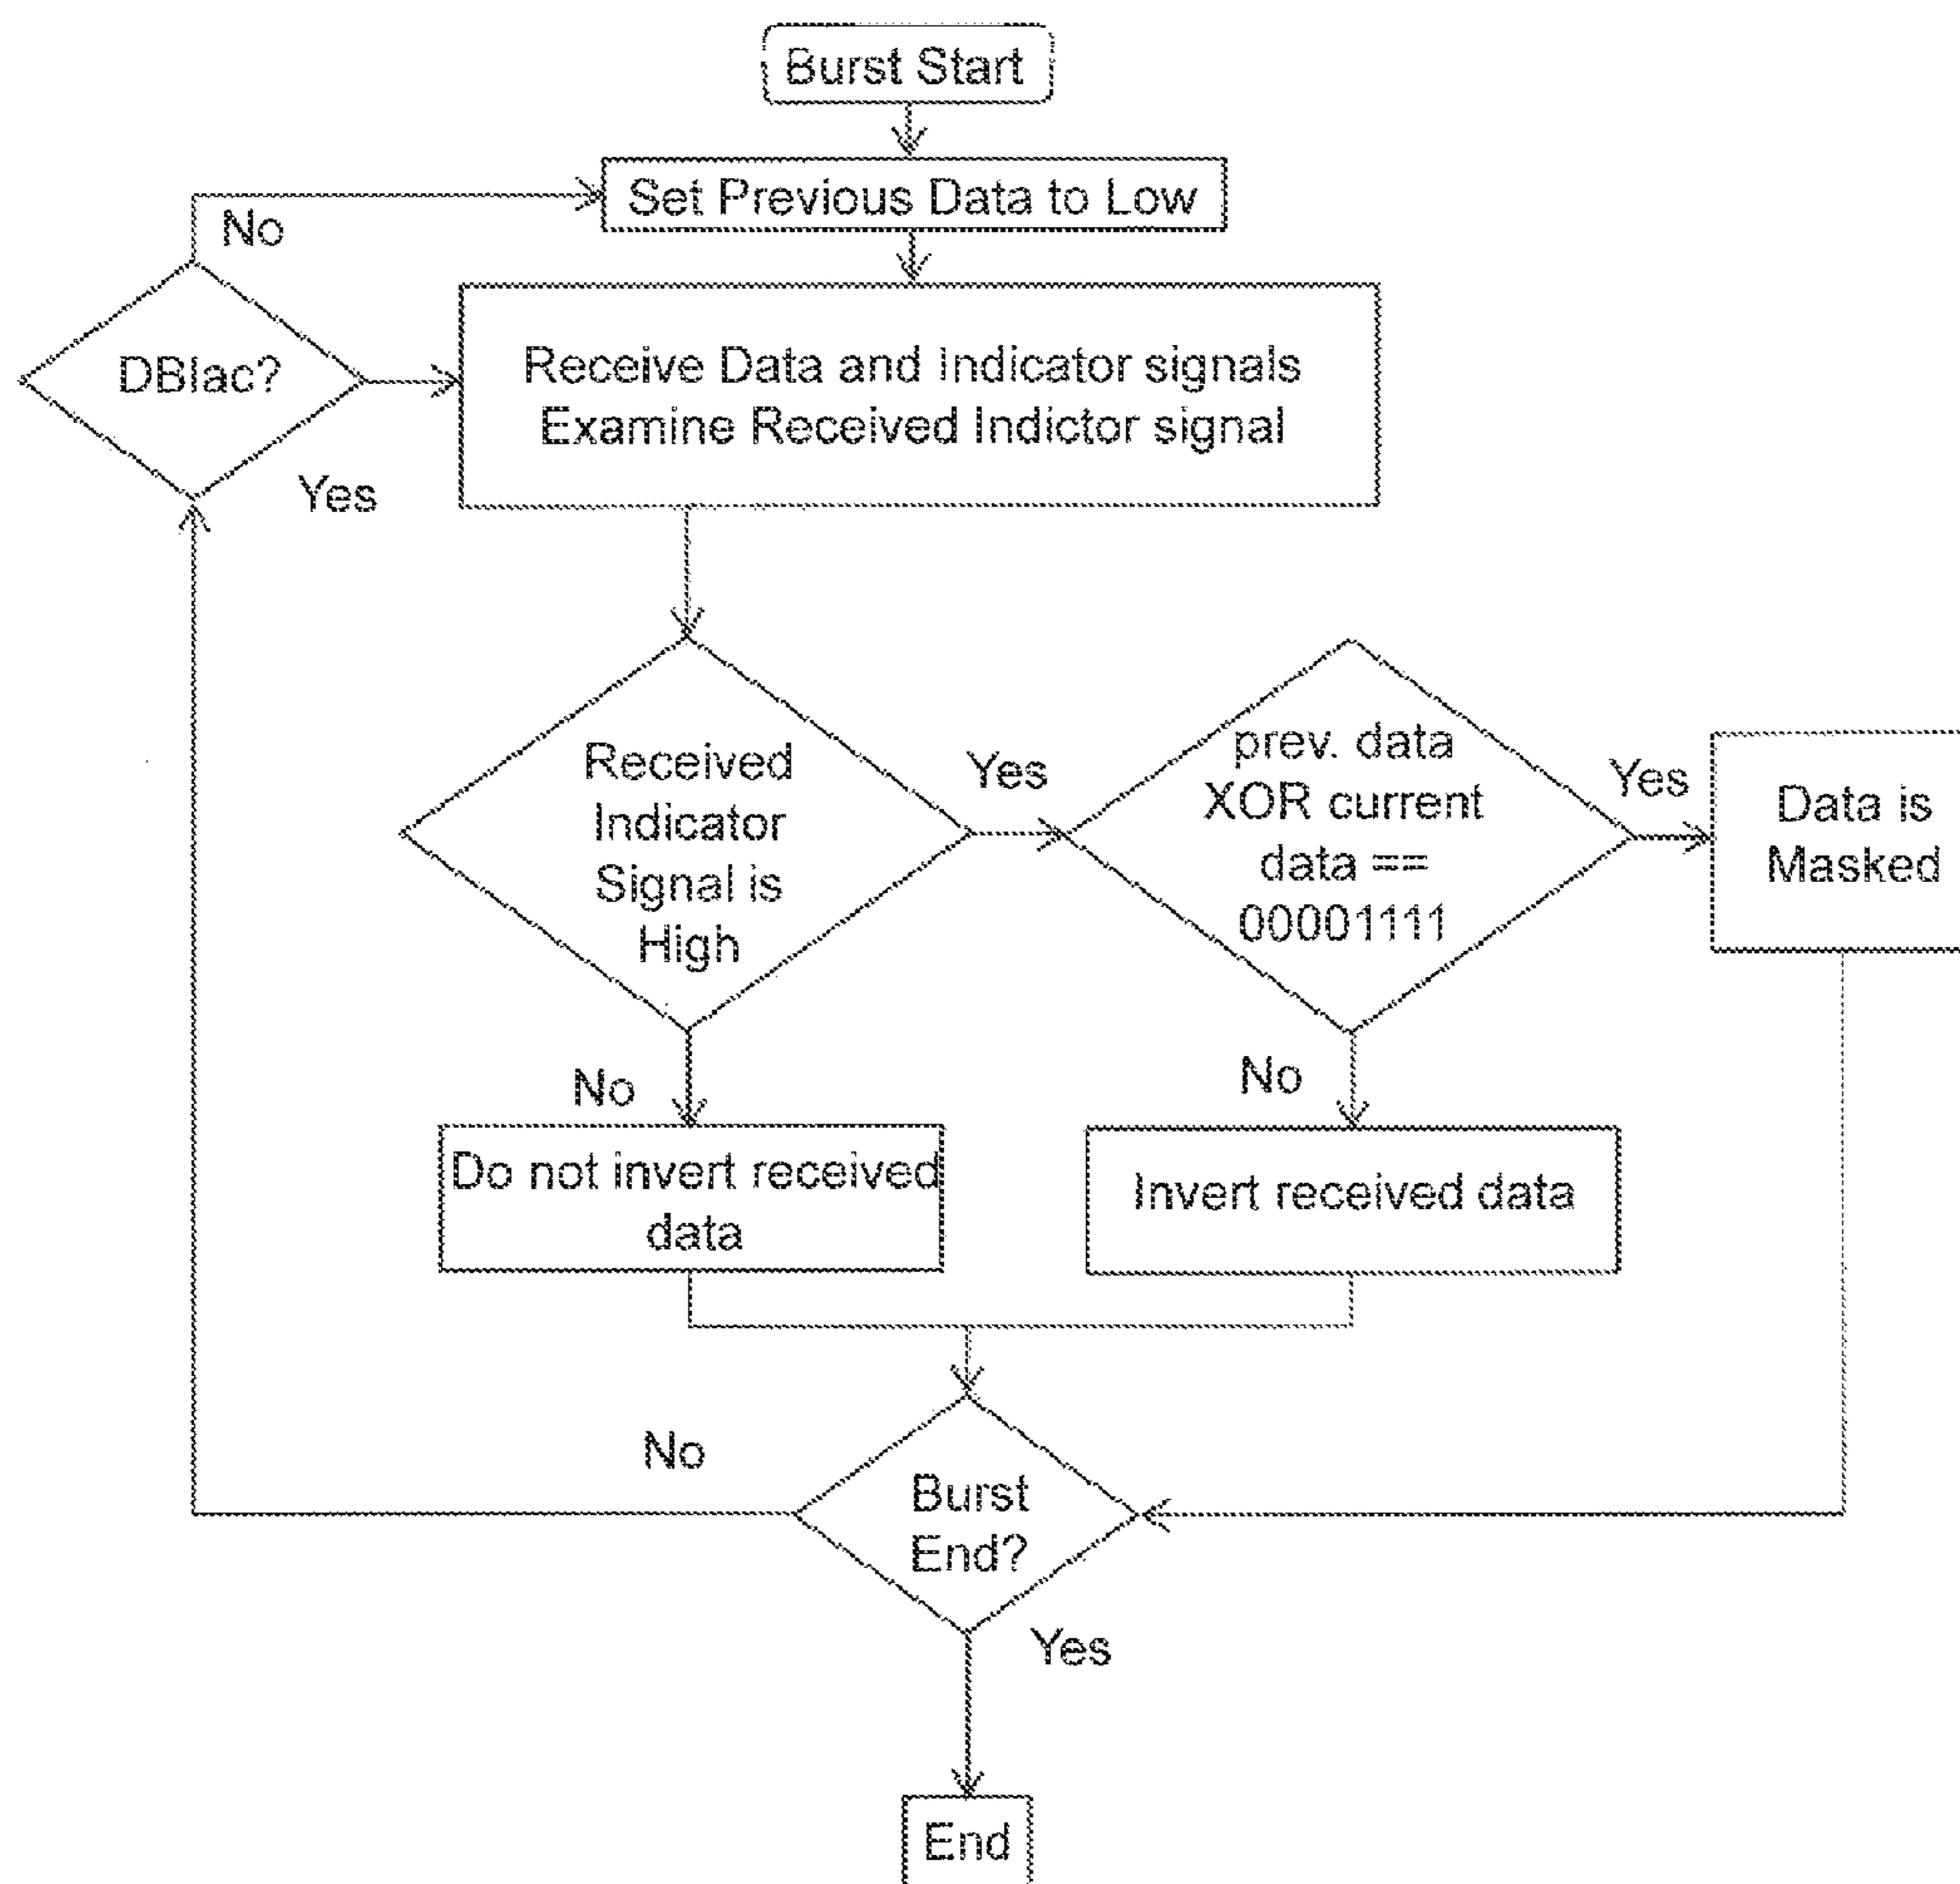 Burst Start
Set Previous Data to Low
No
DBIac?
Receive Data and Indicator signals
Examine Received Indictor signal
Yes
Received
Indicator
Signal is
High
Yes
prev. data
XOR current
data ==
00001111
Yes
Data is
Masked
No
Do not invert received
data
No
Invert received data
No
Burst
End?
Yes
End